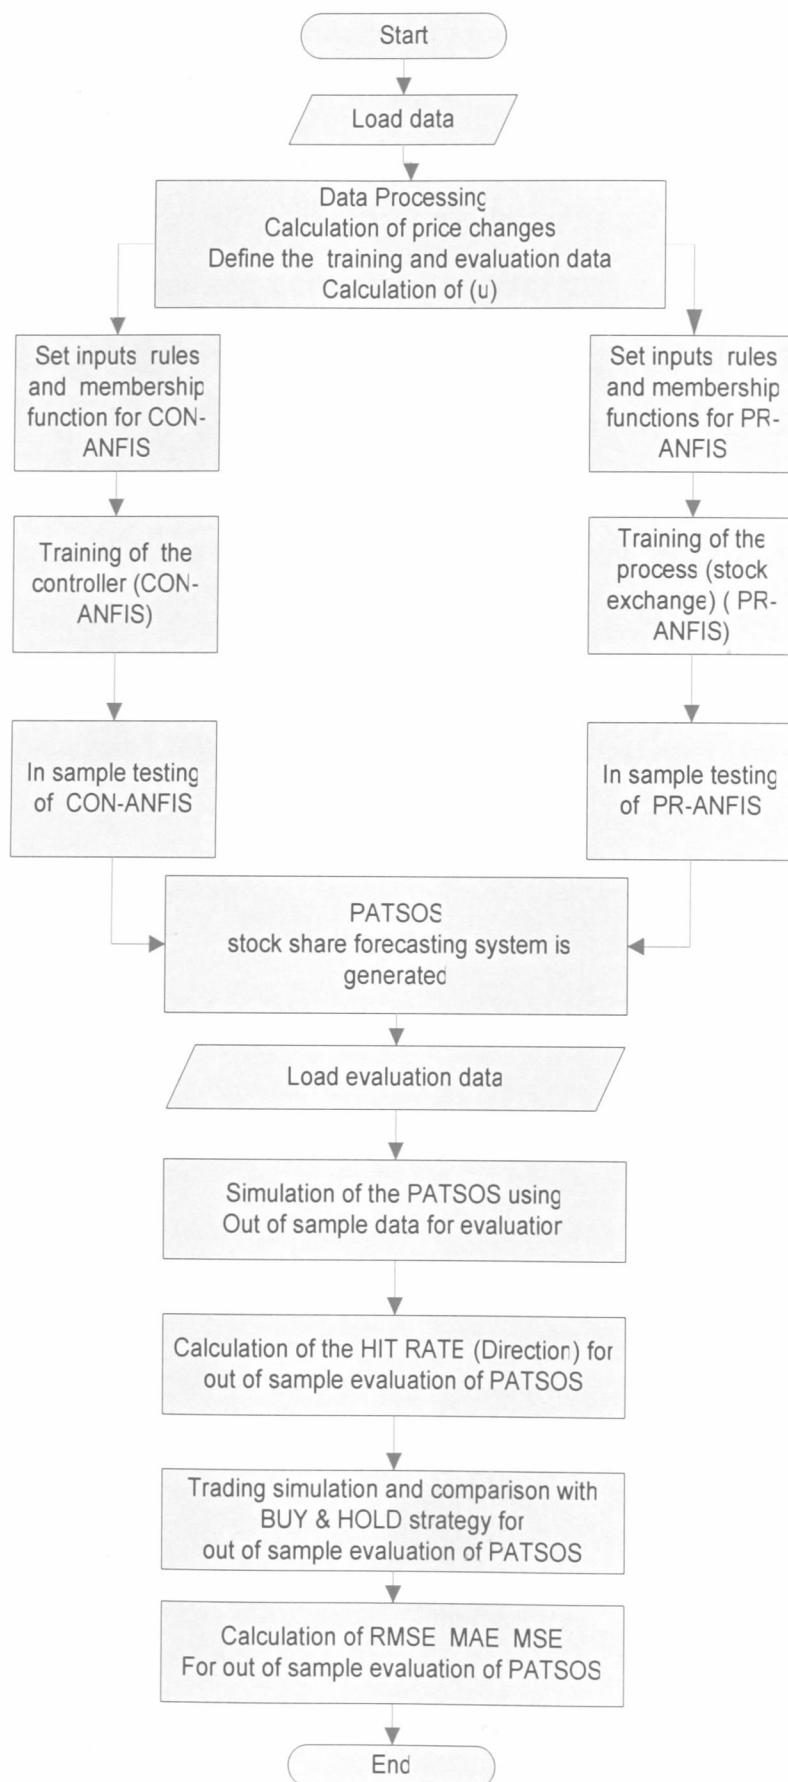 Start
Load data
Data Processing
Calculation of price changes
Define the training and evaluation data
Calculation of (u)
Set inputs rules
and membership
function for CON-
ANFIS
Set inputs rules
and membership
functions for PR-
ANFIS
Training of the
controller (CON-
ANFIS)
Training of the
process (stock
exchange) ( PR-
ANFIS)
In sample testing
of CON-ANFIS
In sample testing
of PR-ANFIS
PATSOS
stock share forecasting system is
generated
Load evaluation data
Simulation of the PATSOS using
Out of sample data for evaluation
Calculation of the HIT RATE (Direction) for
out of sample evaluation of PATSOS
Trading simulation and comparison with
BUY & HOLD strategy for
out of sample evaluation of PATSOS
Calculation of RMSE MAE MSE
For out of sample evaluation of PATSOS
End